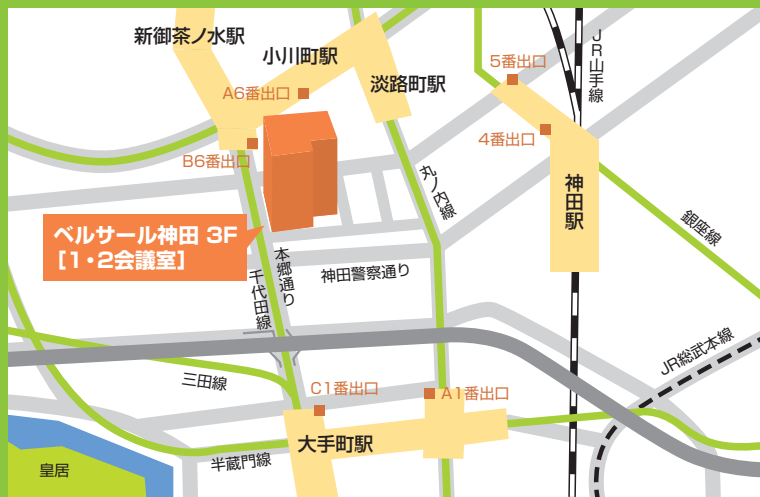 新御茶ノ水駅
小川町駅
淡路町駅
A6番出口
B6番出口
5番出口
4番出口
JR山手線
神田駅
丸ノ内線
銀座線
ベルサール神田 3F
［1・2会議室］
本郷通り
千代田線
神田警察通り
三田線
C1番出口
A1番出口
JR総武本線
大手町駅
半蔵門線
皇居